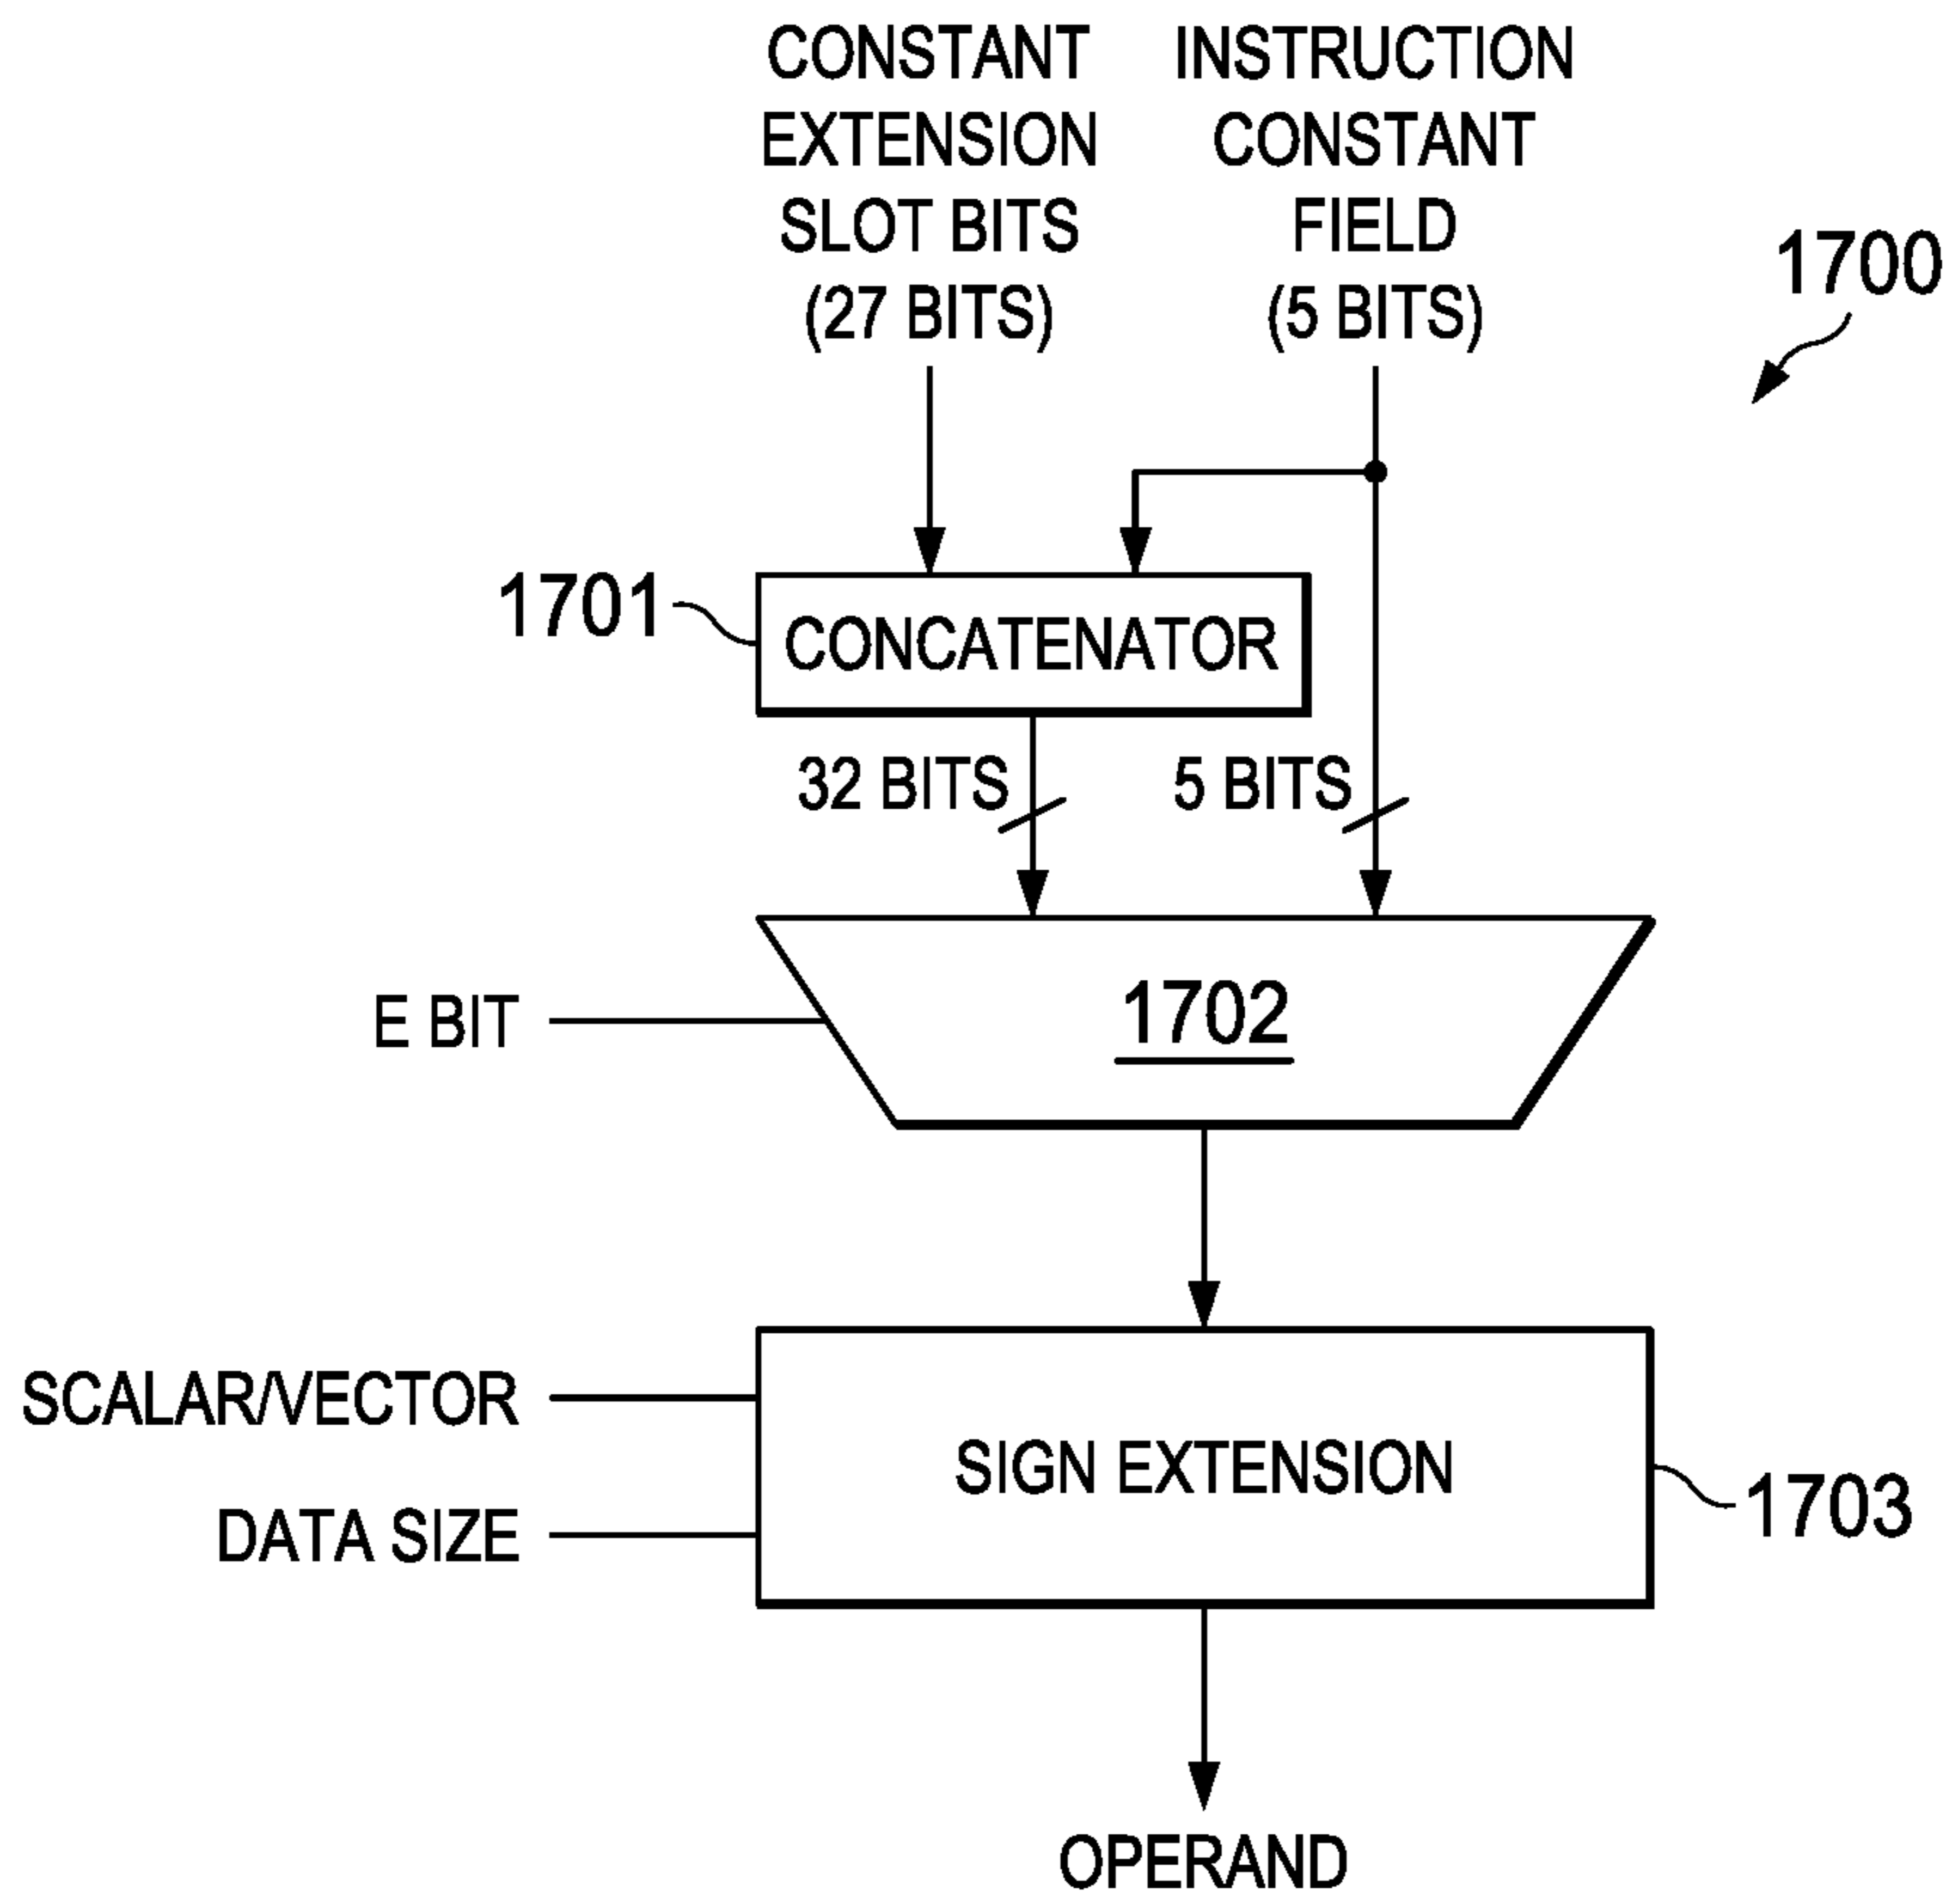 CONSTANT
EXTENSION
SLOT BITS
(27 BITS)
INSTRUCTION
CONSTANT
FIELD
(5 BITS)
1700
1701
CONCATENATOR
32 BITS
5 BITS
E BIT
1702
SCALAR/VECTOR
DATA SIZE
SIGN EXTENSION
1703
OPERAND